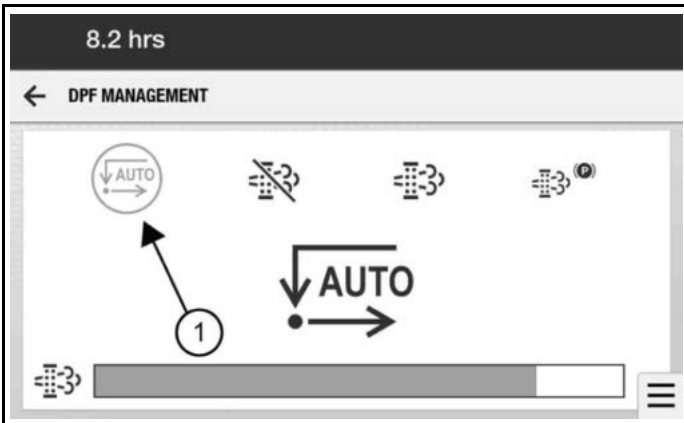 8.2 hrs
DPF MANAGEMENT
AUTO
(P)
AUTO
1